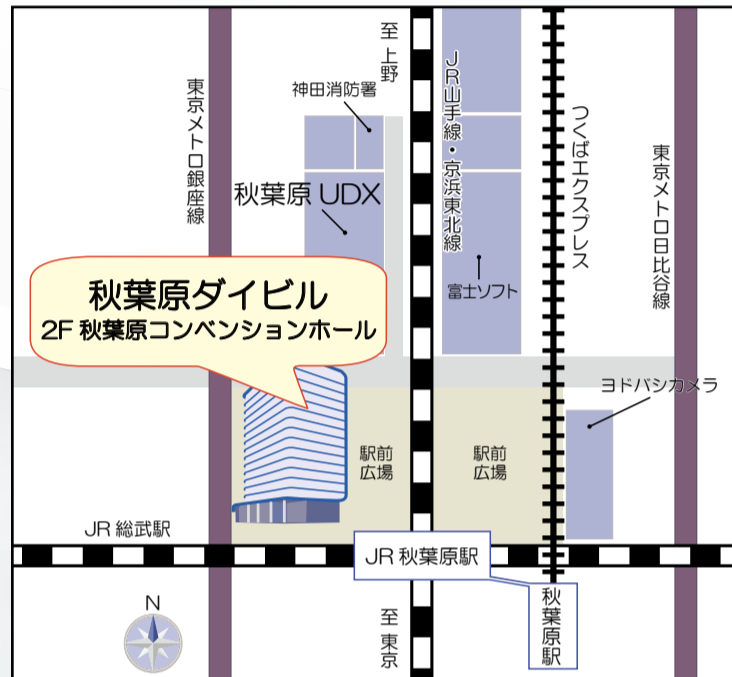 至 上野
神田消防署
JR山手線・京浜東北線
東京メトロ銀座線
つくばエクスプレス
東京メトロ日比谷線
秋葉原 UDX
富士ソフト
秋葉原ダイビル
2F 秋葉原コンベンションホール
ヨドバシカメラ
駅前
広場
駅前
広場
JR 総武駅
JR 秋葉原駅
秋葉原駅
N
至 東京